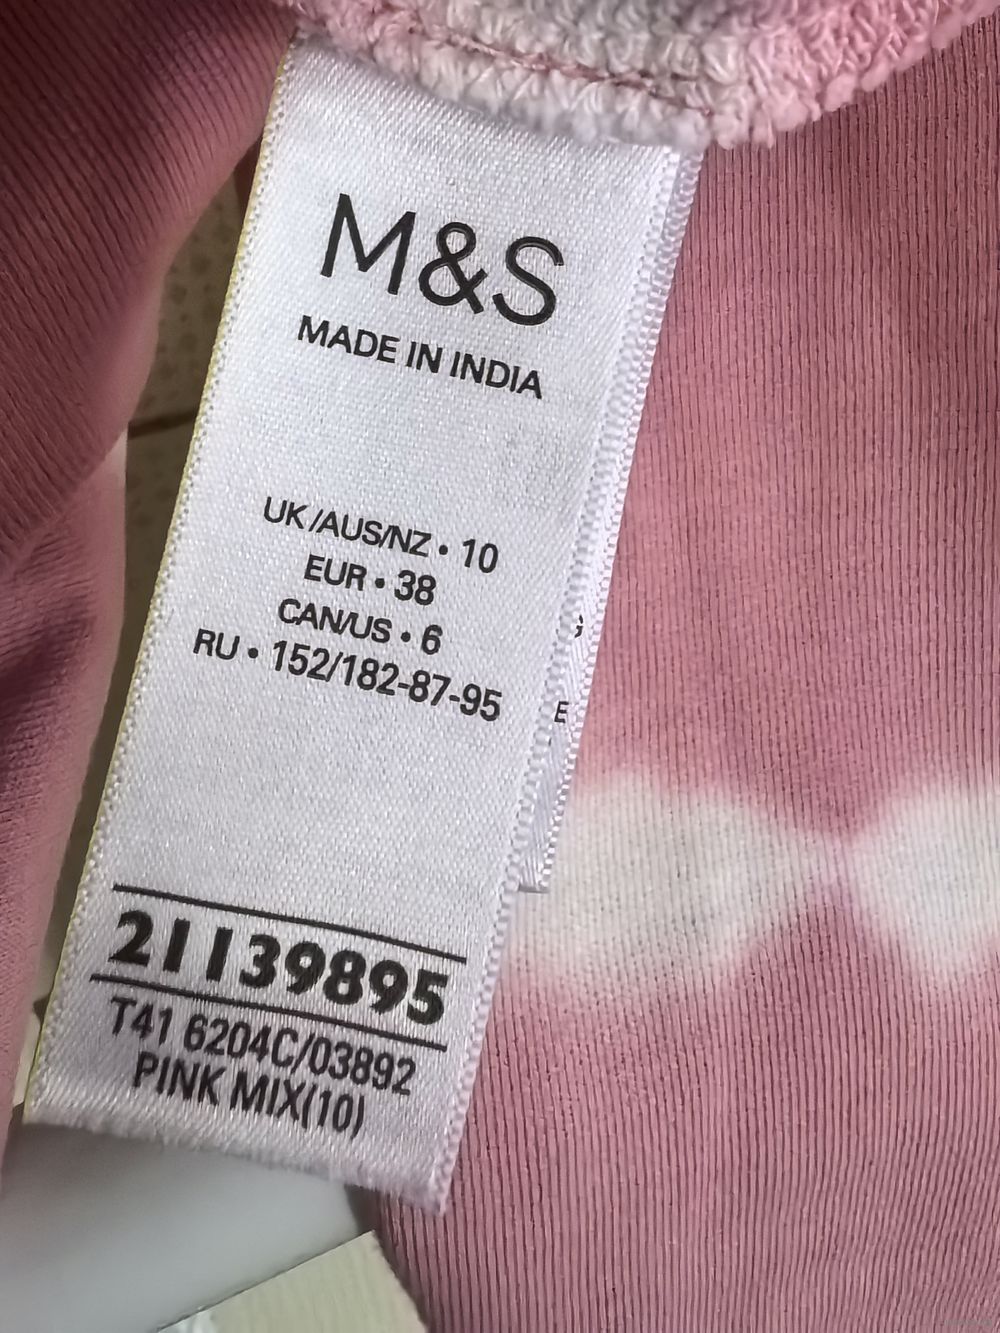 M&S
MADE IN INDIA
UK/AUS/NZ • 10
EUR • 38
CAN/US • 6
RU • 152/182-87-95
G
E
21139895
T41 6204C/03892
PINK MIX(10)